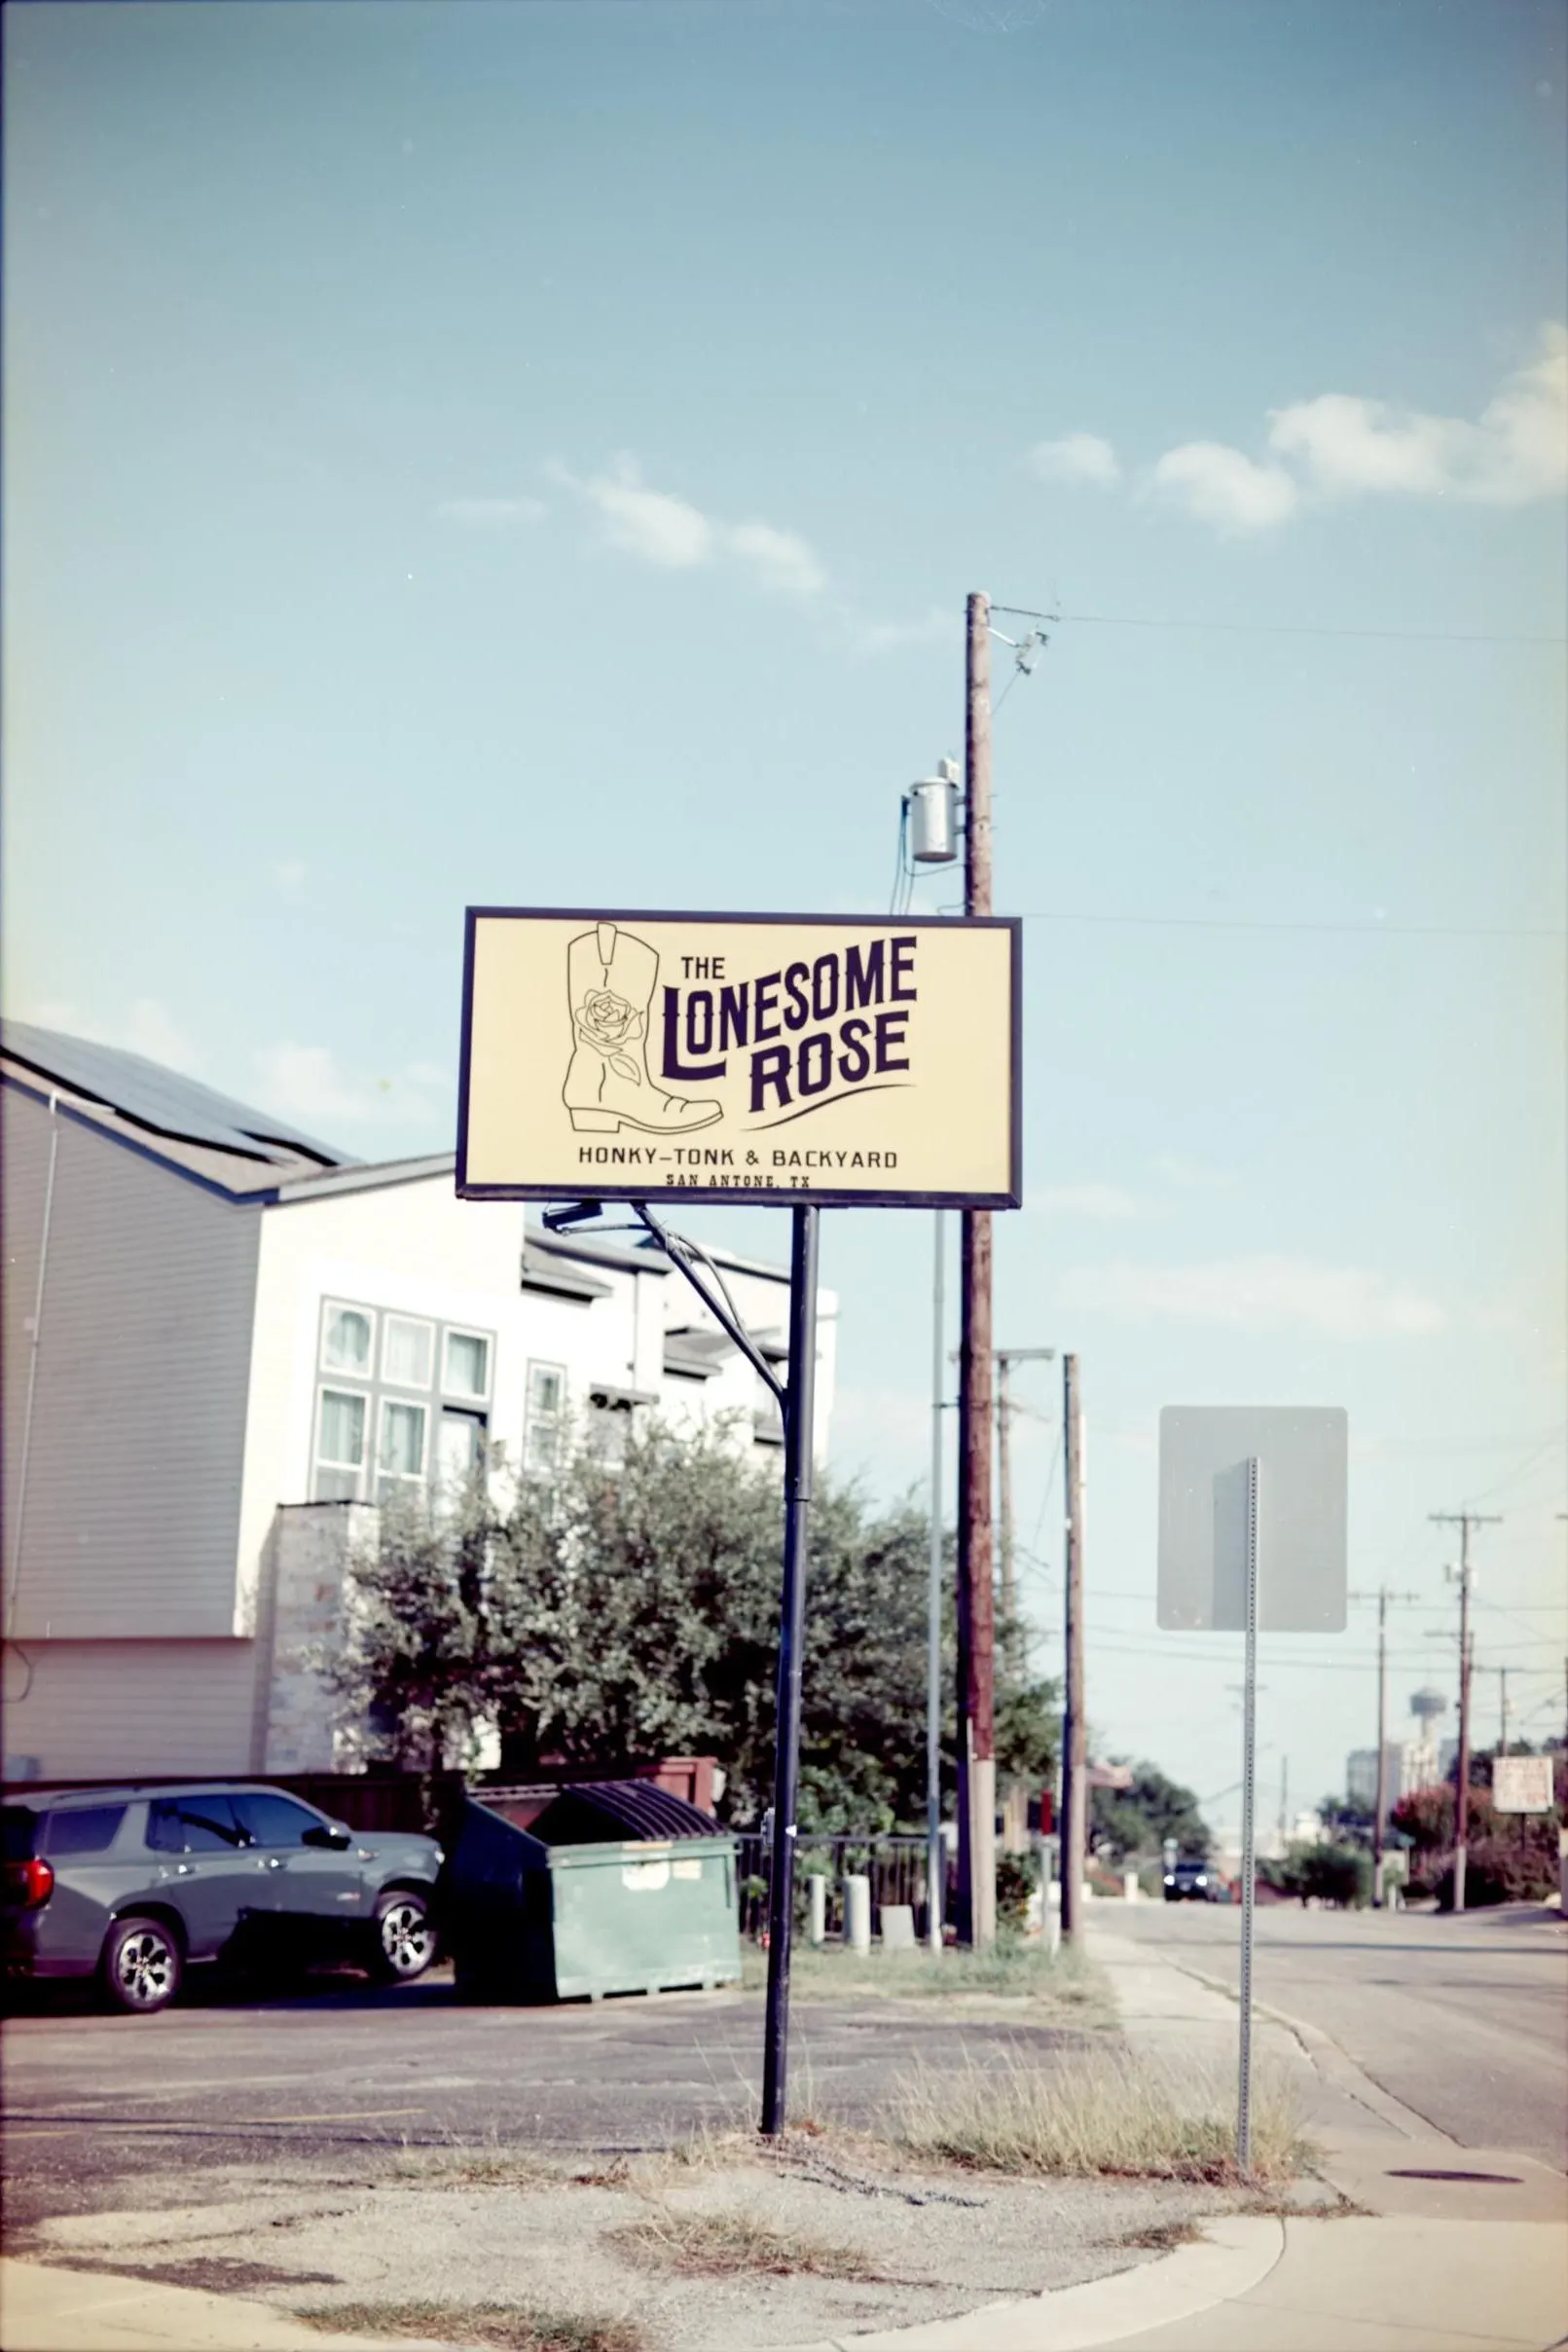 THE
LONESOME
ROSE
HONKY-TONK & BACKYARD
SAN ANTONE, TX